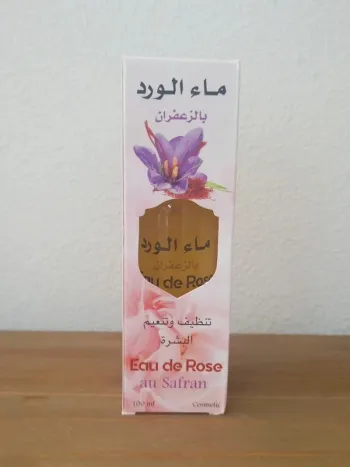 ماء الورد
بالزعفران
ماء الورد
بالزعفران
Eau de Rose
تنظيف وتنعيم
البشرة
Eau de Rose
au Safran
100 ml Cosmetic